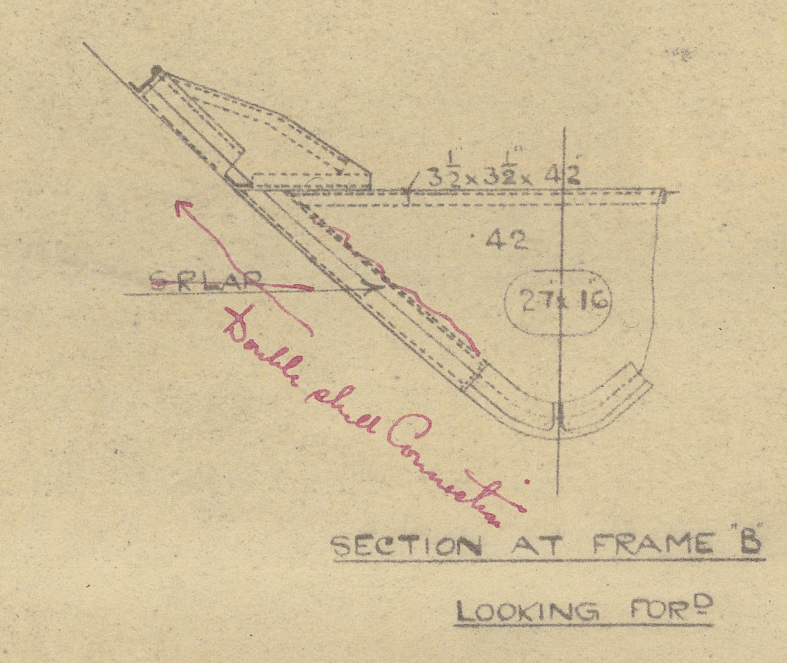 3½" x 3½" x 42
42
27" x 16"
S.R.LAP
Double shell Connection
SECTION AT FRAME "B"
LOOKING FORD